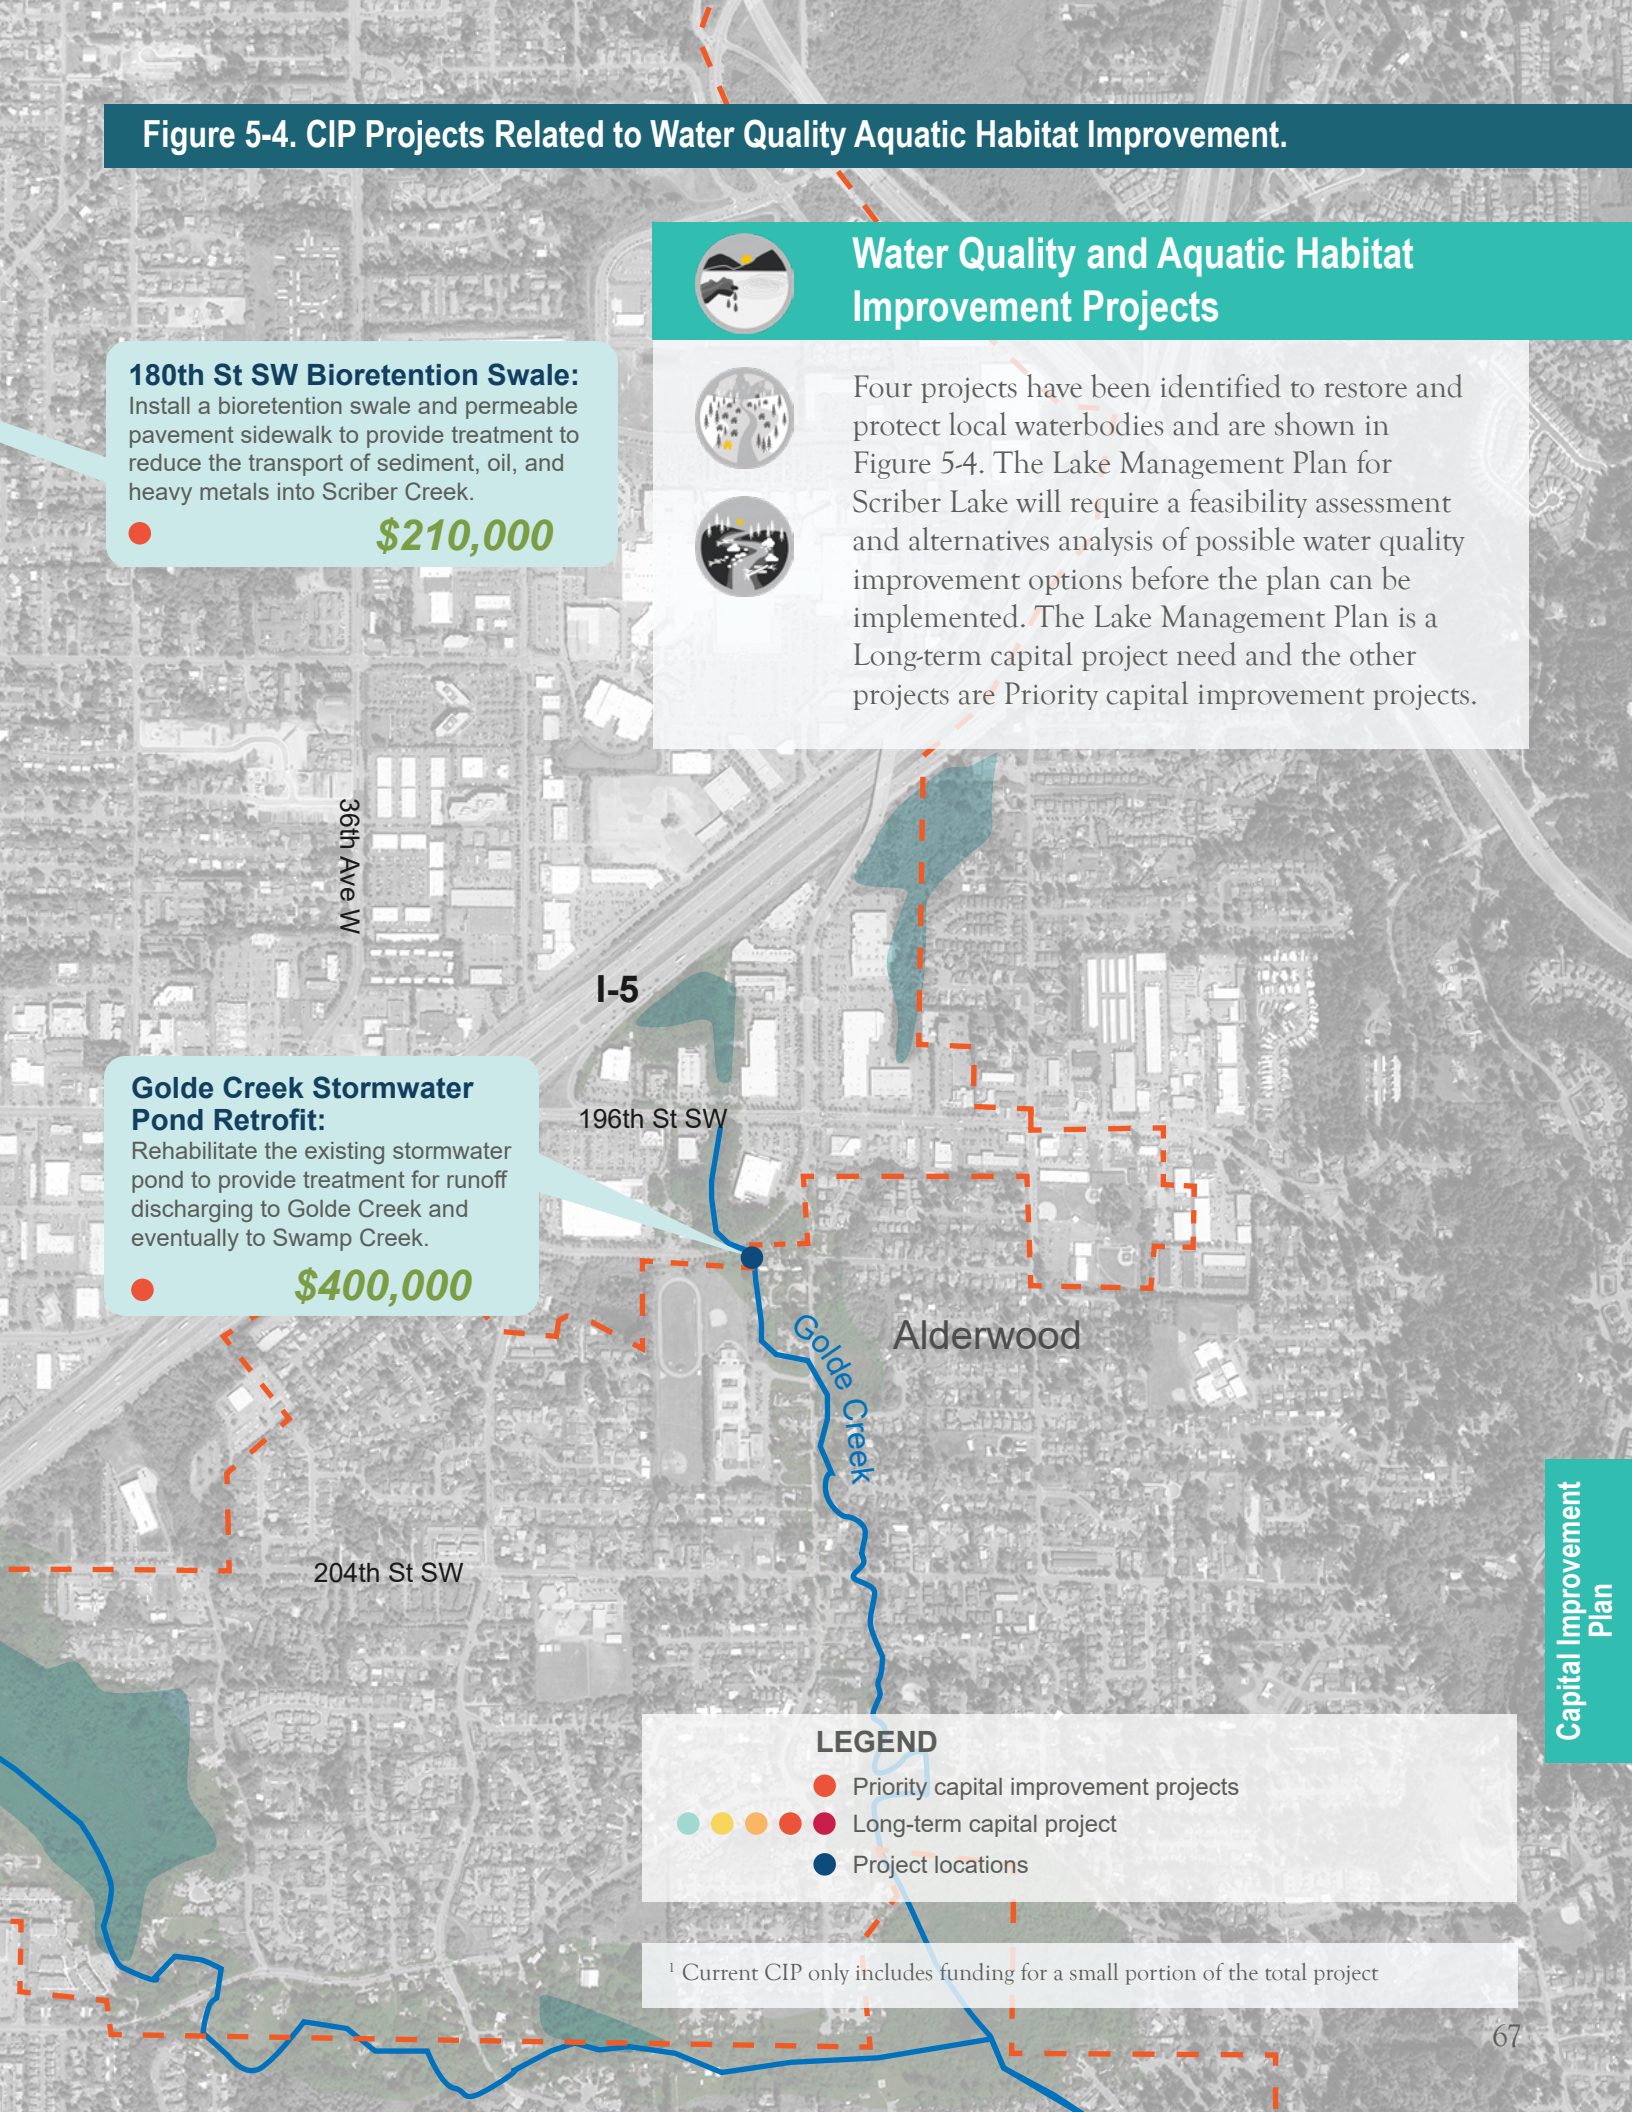 Figure 5-4. CIP Projects Related to Water Quality Aquatic Habitat Improvement.
Water Quality and Aquatic Habitat
Improvement Projects
Four projects have been identified to restore and
protect local waterbodies and are shown in
Figure 5-4. The Lake Management Plan for
Scriber Lake will require a feasibility assessment
and alternatives analysis of possible water quality
improvement options before the plan can be
implemented. The Lake Management Plan is a
Long-term capital project need and the other
projects are Priority capital improvement projects.
180th St SW Bioretention Swale:
Install a bioretention swale and permeable
pavement sidewalk to provide treatment to
reduce the transport of sediment, oil, and
heavy metals into Scriber Creek.
$210,000
36th Ave W
I-5
Golde Creek Stormwater
Pond Retrofit:
Rehabilitate the existing stormwater
pond to provide treatment for runoff
discharging to Golde Creek and
eventually to Swamp Creek.
$400,000
196th St SW
Golde Creek
Alderwood
204th St SW
Capital Improvement
Plan
LEGEND
Priority capital improvement projects
Long-term capital project
Project locations
1 Current CIP only includes funding for a small portion of the total project
67